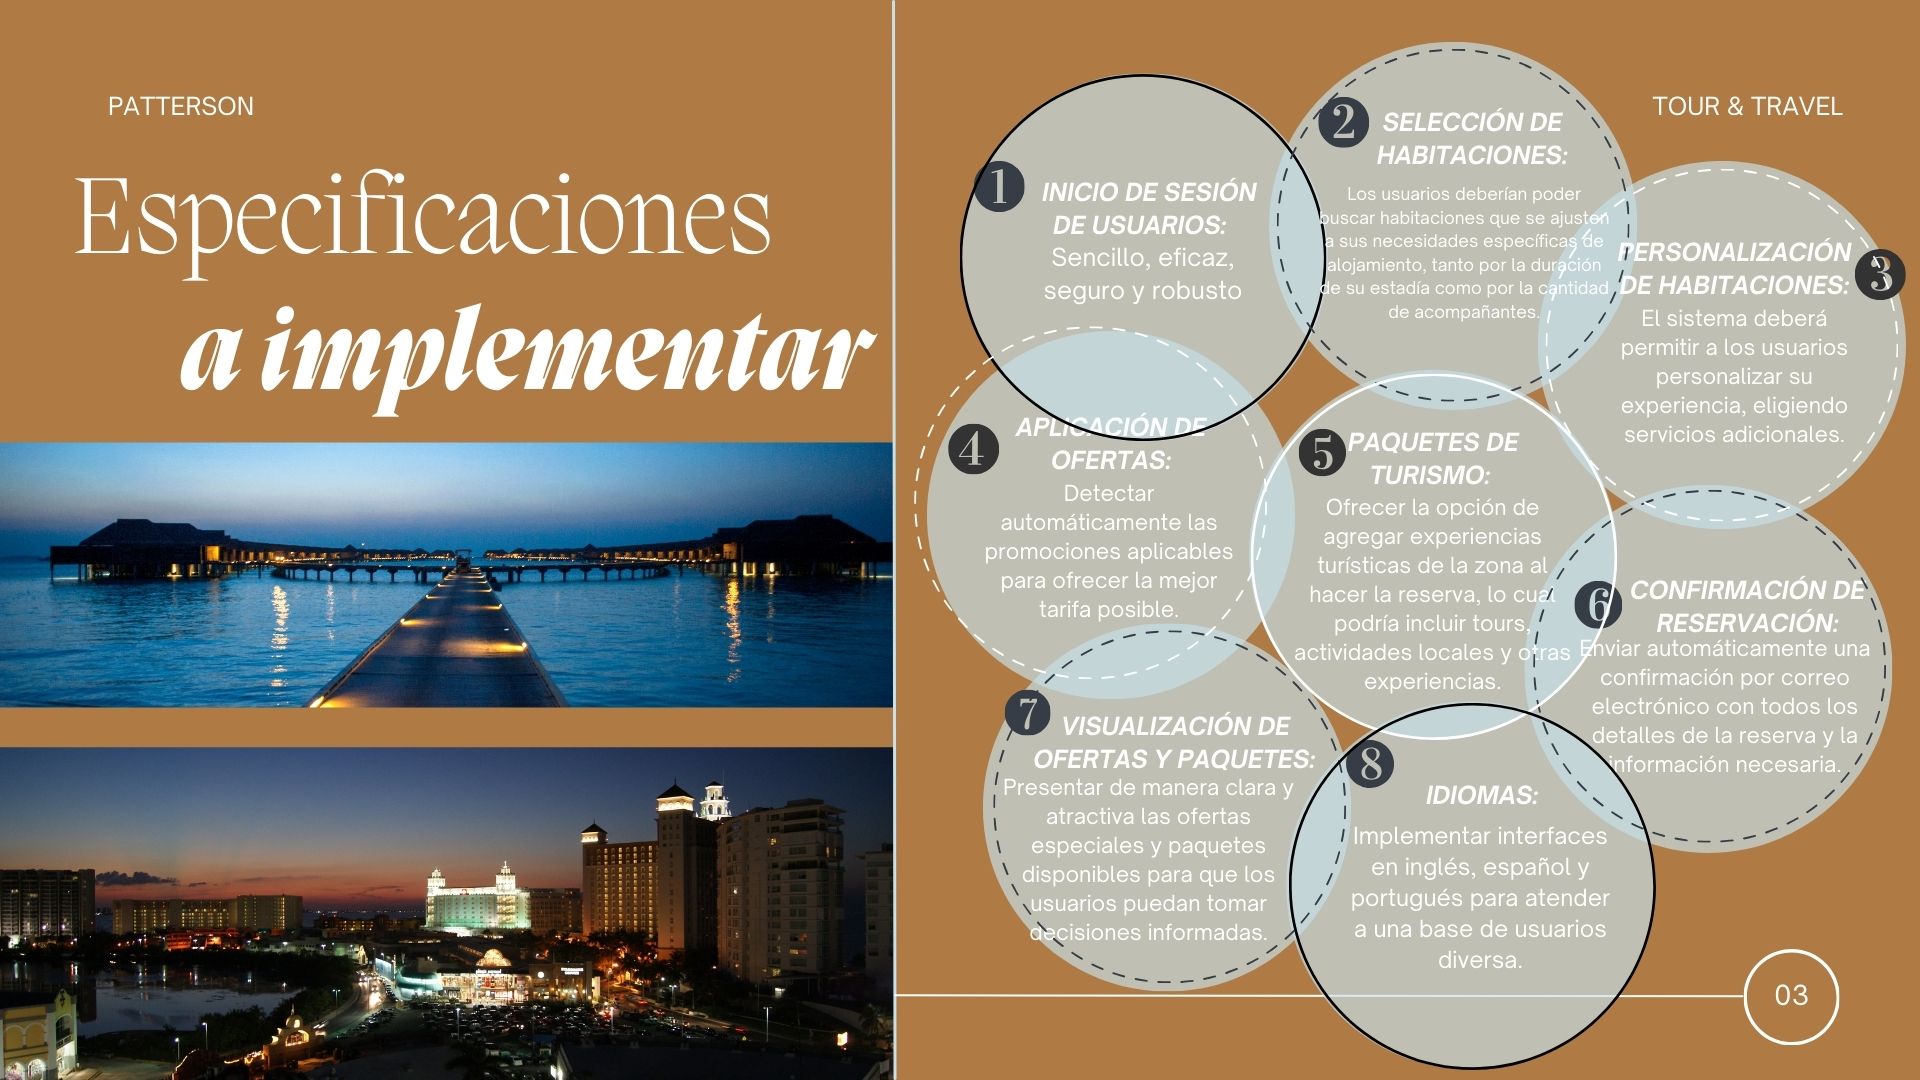 PATTERSON
Especificaciones
a implementar
TOUR & TRAVEL
1
INICIO DE SESIÓN
DE USUARIOS:
Sencillo, eficaz,
seguro y robusto
2
SELECCIÓN DE
HABITACIONES:
Los usuarios deberían poder
buscar habitaciones que se ajusten
a sus necesidades específicas de
alojamiento, tanto por la duración
de su estadía como por la cantidad
de acompañantes.
3
PERSONALIZACIÓN
DE HABITACIONES:
El sistema deberá
permitir a los usuarios
personalizar su
experiencia, eligiendo
servicios adicionales.
4
APLICACIÓN DE
OFERTAS:
Detectar
automáticamente las
promociones aplicables
para ofrecer la mejor
tarifa posible.
5
PAQUETES DE
TURISMO:
Ofrecer la opción de
agregar experiencias
turísticas de la zona al
hacer la reserva, lo cual
podría incluir tours,
actividades locales y otras
experiencias.
6
CONFIRMACIÓN DE
RESERVACIÓN:
Enviar automáticamente una
confirmación por correo
electrónico con todos los
detalles de la reserva y la
información necesaria.
7
VISUALIZACIÓN DE
OFERTAS Y PAQUETES:
Presentar de manera clara y
atractiva las ofertas
especiales y paquetes
disponibles para que los
usuarios puedan tomar
decisiones informadas.
8
IDIOMAS:
Implementar interfaces
en inglés, español y
portugués para atender
a una base de usuarios
diversa.
03